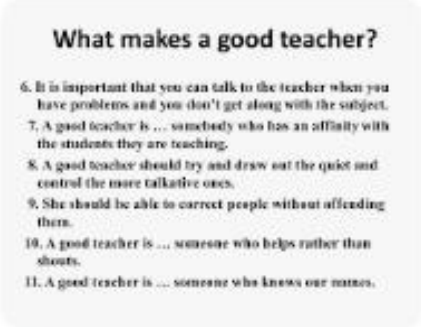 What makes a good teacher?
6. It is important that you can talk to the teacher when you
have problems and you don't get along with the subject.
7. A good teacher is ... somebody who has an affinity with
the students they are teaching.
8. A good teacher should try and draw out the quiet and
control the more talkative ones.
9. She should be able to correct people without offending
them.
10. A good teacher is ... someone who helps rather than
shouts.
11. A good teacher is ... someone who knows our names.